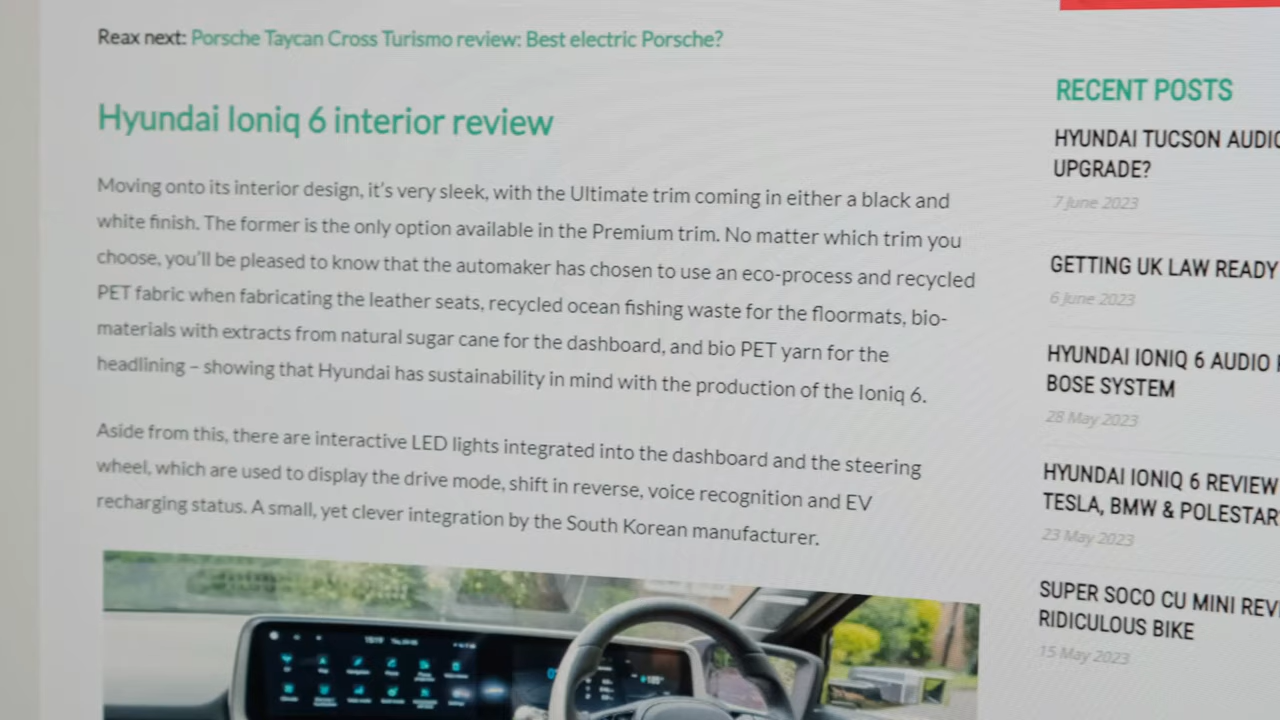 Reax next: Porsche Taycan Cross Turismo review: Best electric Porsche?
Hyundai Ioniq 6 interior review
Moving onto its interior design, it's very sleek, with the Ultimate trim coming in either a black and
white finish. The former is the only option available in the Premium trim. No matter which trim you
choose, you'll be pleased to know that the automaker has chosen to use an eco-process and recycled
PET fabric when fabricating the leather seats, recycled ocean fishing waste for the floormats, bio-
materials with extracts from natural sugar cane for the dashboard, and bio PET yarn for the
headlining – showing that Hyundai has sustainability in mind with the production of the Ioniq 6.
Aside from this, there are interactive LED lights integrated into the dashboard and the steering
wheel, which are used to display the drive mode, shift in reverse, voice recognition and EV
recharging status. A small, yet clever integration by the South Korean manufacturer.
RECENT POSTS
HYUNDAI TUCSON AUDIO
UPGRADE?
7 June 2023
GETTING UK LAW READY
6 June 2023
HYUNDAI IONIQ 6 AUDIO
BOSE SYSTEM
28 May 2023
HYUNDAI IONIQ 6 REVIEW
TESLA, BMW & POLESTAR
23 May 2023
SUPER SOCO CU MINI REVI
RIDICULOUS BIKE
15 May 2023